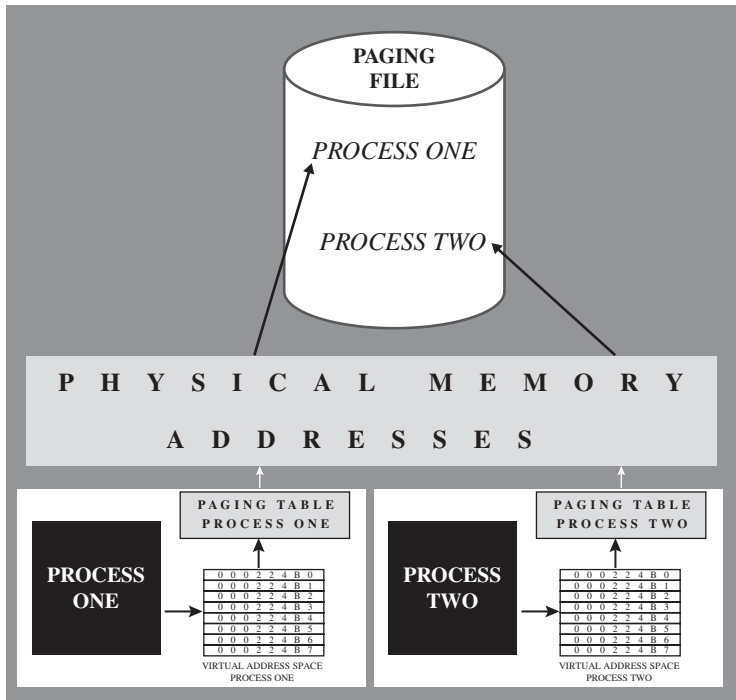 PAGING
FILE
PROCESS ONE
PROCESS TWO
P H Y S I C A L M E M O R Y
A D D R E S S E S
PAGING TABLE
PROCESS ONE
PROCESS
ONE
0 0 0 2 2 4 B 0
0 0 0 2 2 4 B 1
0 0 0 2 2 4 B 2
0 0 0 2 2 4 B 3
0 0 0 2 2 4 B 4
0 0 0 2 2 4 B 5
0 0 0 2 2 4 B 6
0 0 0 2 2 4 B 7
VIRTUAL ADDRESS SPACE
PROCESS ONE
PAGING TABLE
PROCESS TWO
PROCESS
TWO
0 0 0 2 2 4 B 0
0 0 0 2 2 4 B 1
0 0 0 2 2 4 B 2
0 0 0 2 2 4 B 3
0 0 0 2 2 4 B 4
0 0 0 2 2 4 B 5
0 0 0 2 2 4 B 6
0 0 0 2 2 4 B 7
VIRTUAL ADDRESS SPACE
PROCESS TWO